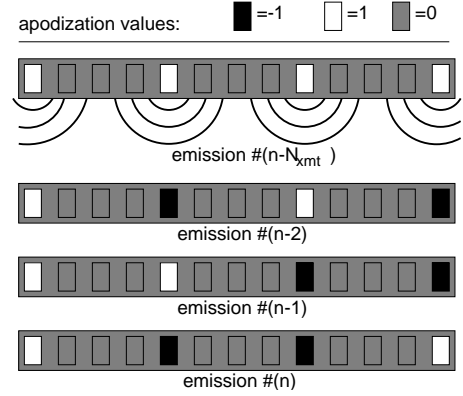 apodization values: =-1 =1 =0
emission #(n-Nxmt )
emission #(n-2)
emission #(n-1)
emission #(n)